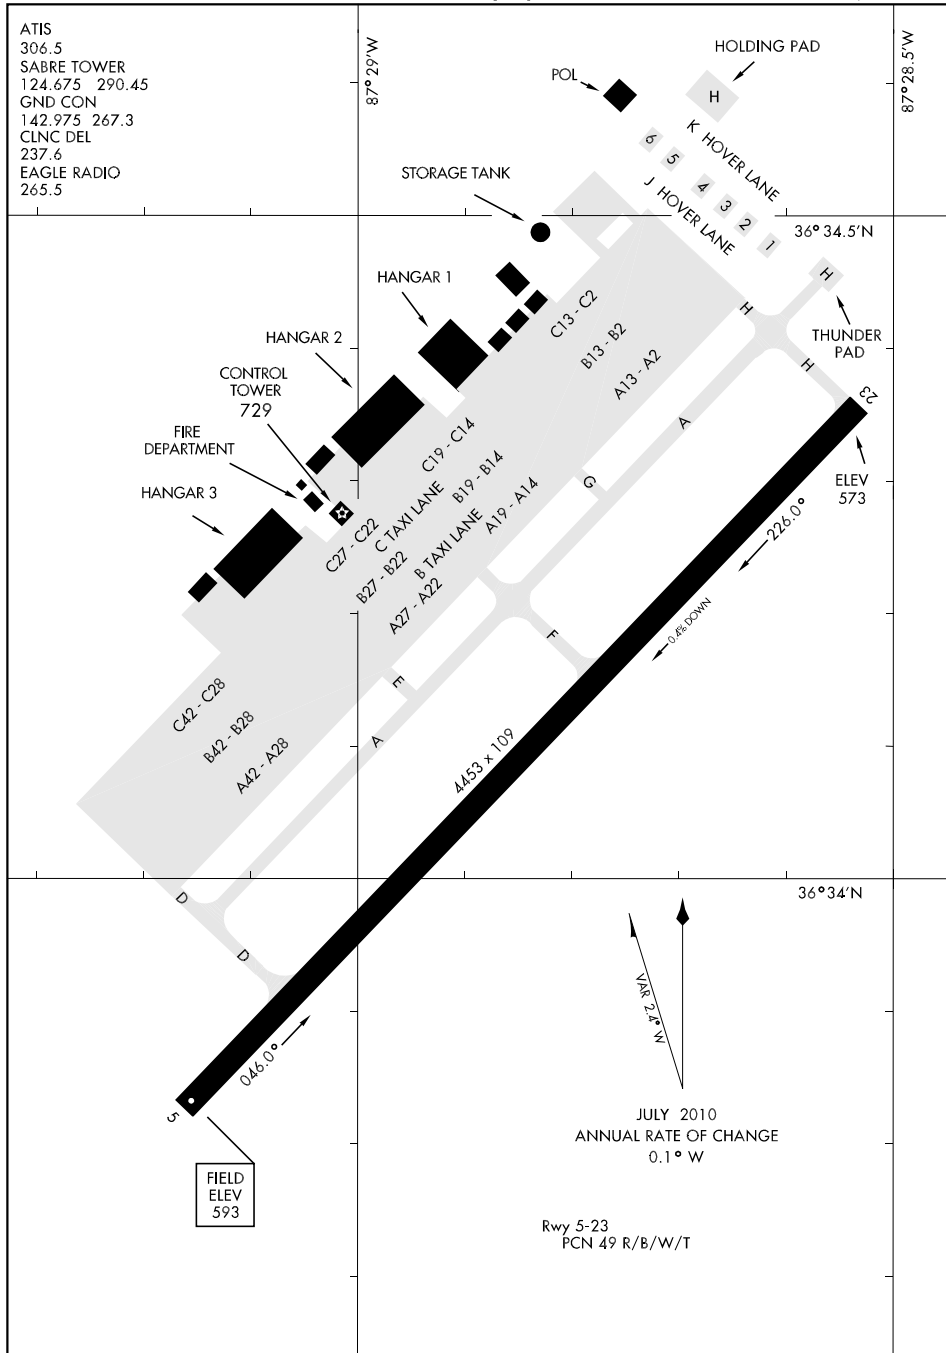 ATIS
306.5
SABRE TOWER
124.675 290.45
GND CON
142.975 267.3
CLNC DEL
237.6
EAGLE RADIO
265.5
87° 29'W
87° 28.5'W
HOLDING PAD
POL
H
K HOVER LANE
6
5
4
3
2
1
J HOVER LANE
STORAGE TANK
36° 34.5'N
H
THUNDER
PAD
HANGAR 1
HANGAR 2
CONTROL
TOWER
729
FIRE
DEPARTMENT
HANGAR 3
C13 - C2
B13 - B2
A13 - A2
H
H
23
ELEV
573
A
G
C19 - C14
B19 - B14
A19 - A14
C TAXI LANE
B TAXI LANE
C27 - C22
B27 - B22
A27 - A22
226.0°
0.4% DOWN
F
E
A
C42 - C28
B42 - B28
A42 - A28
4453 x 109
D
D
36° 34'N
046.0°
5
FIELD
ELEV
593
VAR 2.4° W
JULY 2010
ANNUAL RATE OF CHANGE
0.1° W
Rwy 5-23
PCN 49 R/B/W/T